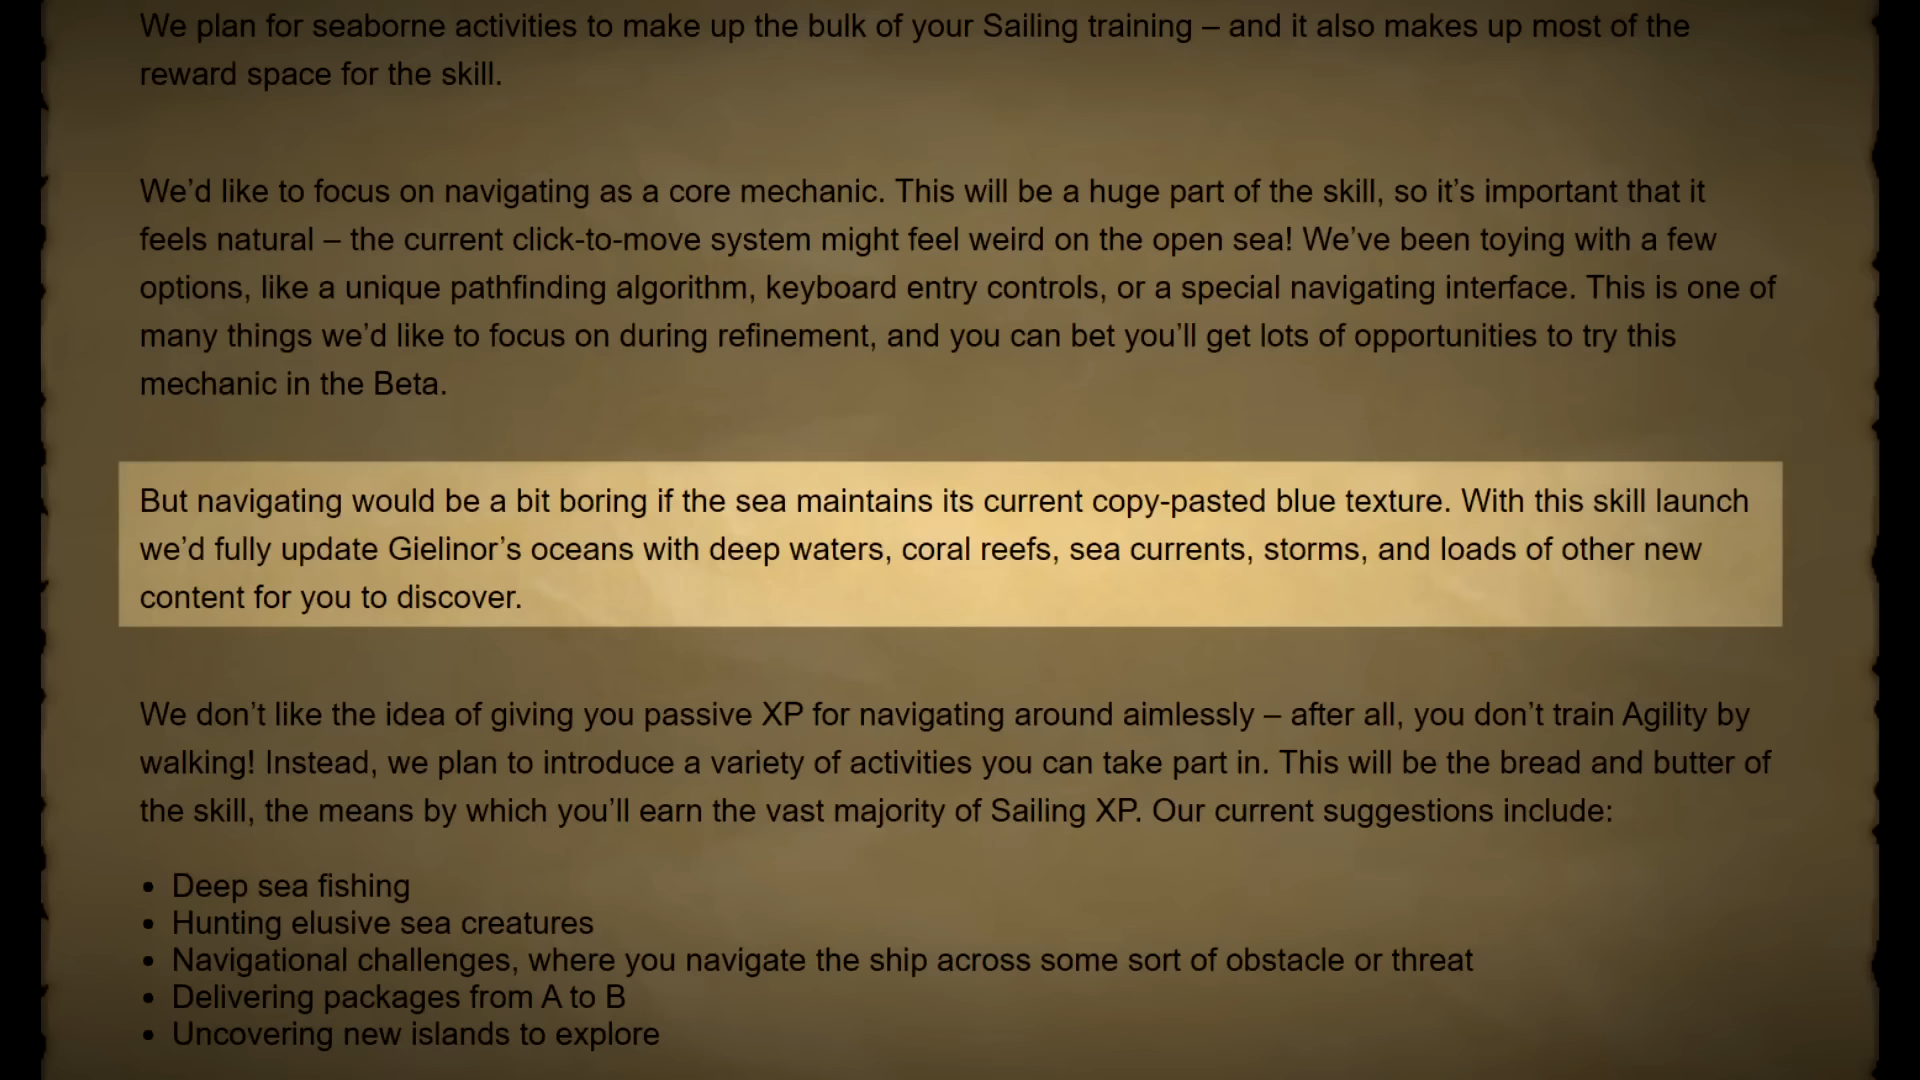 We plan for seaborne activities to make up the bulk of your Sailing training – and it also makes up most of the
reward space for the skill.
We’d like to focus on navigating as a core mechanic. This will be a huge part of the skill, so it’s important that it
feels natural – the current click-to-move system might feel weird on the open sea! We’ve been toying with a few
options, like a unique pathfinding algorithm, keyboard entry controls, or a special navigating interface. This is one of
many things we’d like to focus on during refinement, and you can bet you’ll get lots of opportunities to try this
mechanic in the Beta.
But navigating would be a bit boring if the sea maintains its current copy-pasted blue texture. With this skill launch
we’d fully update Gielinor’s oceans with deep waters, coral reefs, sea currents, storms, and loads of other new
content for you to discover.
We don’t like the idea of giving you passive XP for navigating around aimlessly – after all, you don’t train Agility by
walking! Instead, we plan to introduce a variety of activities you can take part in. This will be the bread and butter of
the skill, the means by which you’ll earn the vast majority of Sailing XP. Our current suggestions include:
• Deep sea fishing
• Hunting elusive sea creatures
• Navigational challenges, where you navigate the ship across some sort of obstacle or threat
• Delivering packages from A to B
• Uncovering new islands to explore